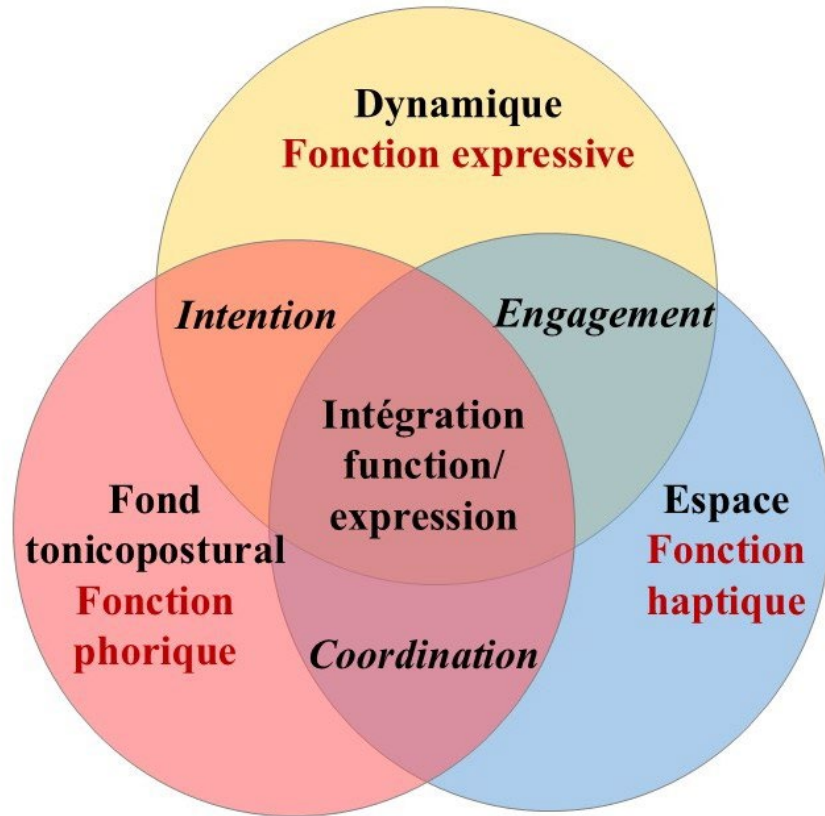 Dynamique
Fonction expressive
Intention
Engagement
Intégration
function/
expression
Fond
tonicopostural
Fonction
phorique
Espace
Fonction
haptique
Coordination